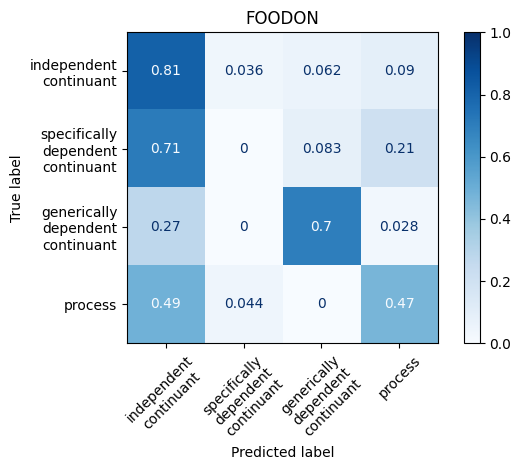 FOODON
independent
continuant
0.81 0.036 0.062 0.09
specifically
dependent
continuant
0.71 0 0.083 0.21
generically
dependent
continuant
0.27 0 0.7 0.028
process
0.49 0.044 0 0.47
True label
independent
continuant
specifically
dependent
continuant
generically
dependent
continuant
process
Predicted label
1.0
0.8
0.6
0.4
0.2
0.0